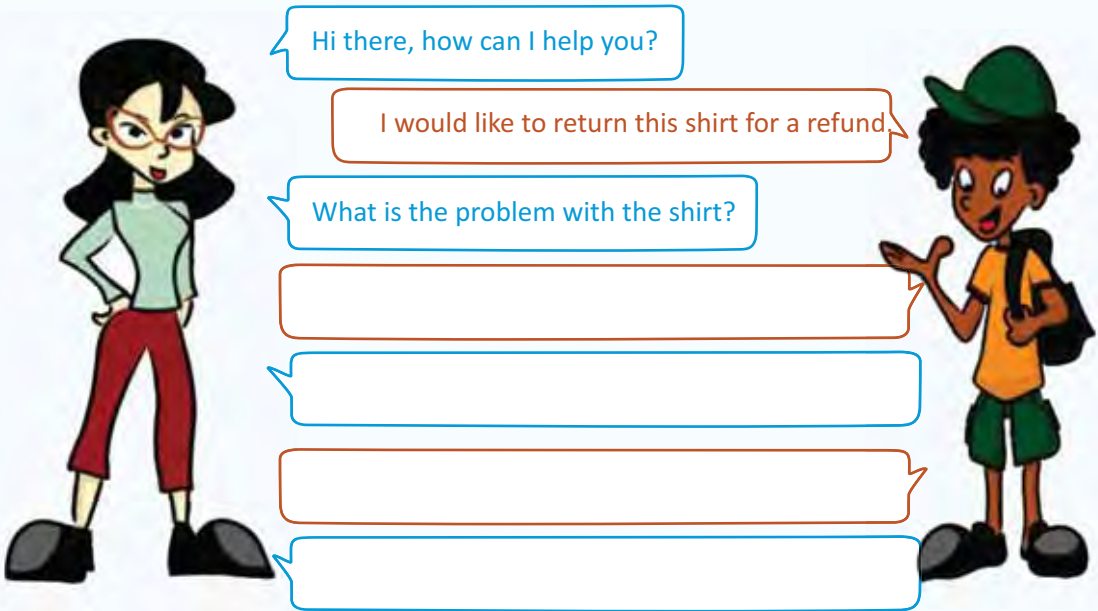 Hi there, how can I help you?
I would like to return this shirt for a refund.
What is the problem with the shirt?